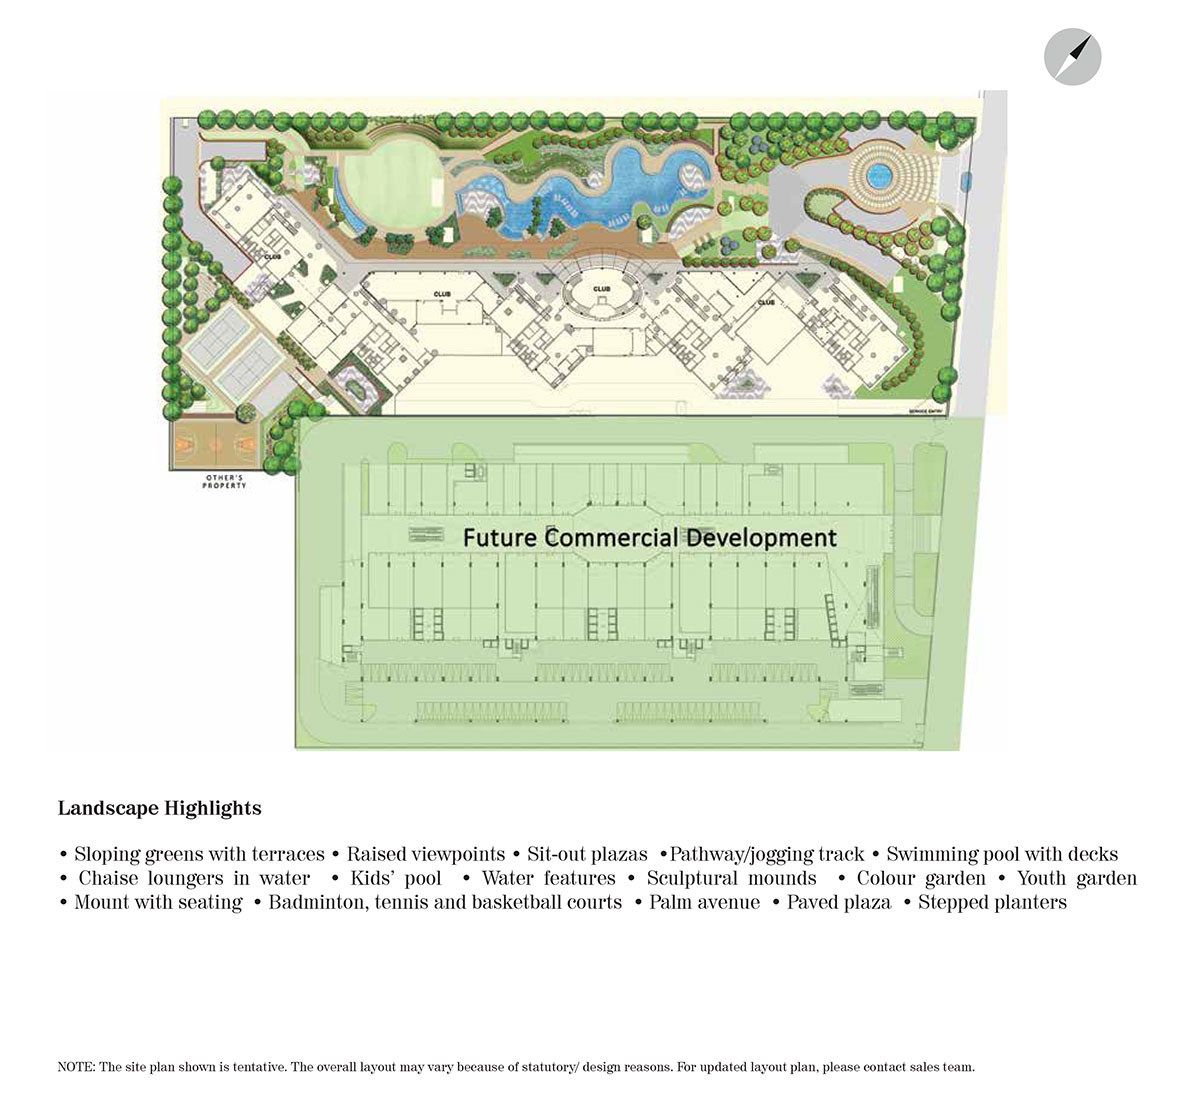 CLUB
CLUB
CLUB
CLUB
SERVICE ENTRY
OTHER'S
PROPERTY
Future Commercial Development
Landscape Highlights
• Sloping greens with terraces • Raised viewpoints • Sit-out plazas •Pathway/jogging track • Swimming pool with decks
• Chaise loungers in water • Kids’ pool • Water features • Sculptural mounds • Colour garden • Youth garden
• Mount with seating • Badminton, tennis and basketball courts • Palm avenue • Paved plaza • Stepped planters
NOTE: The site plan shown is tentative. The overall layout may vary because of statutory/ design reasons. For updated layout plan, please contact sales team.